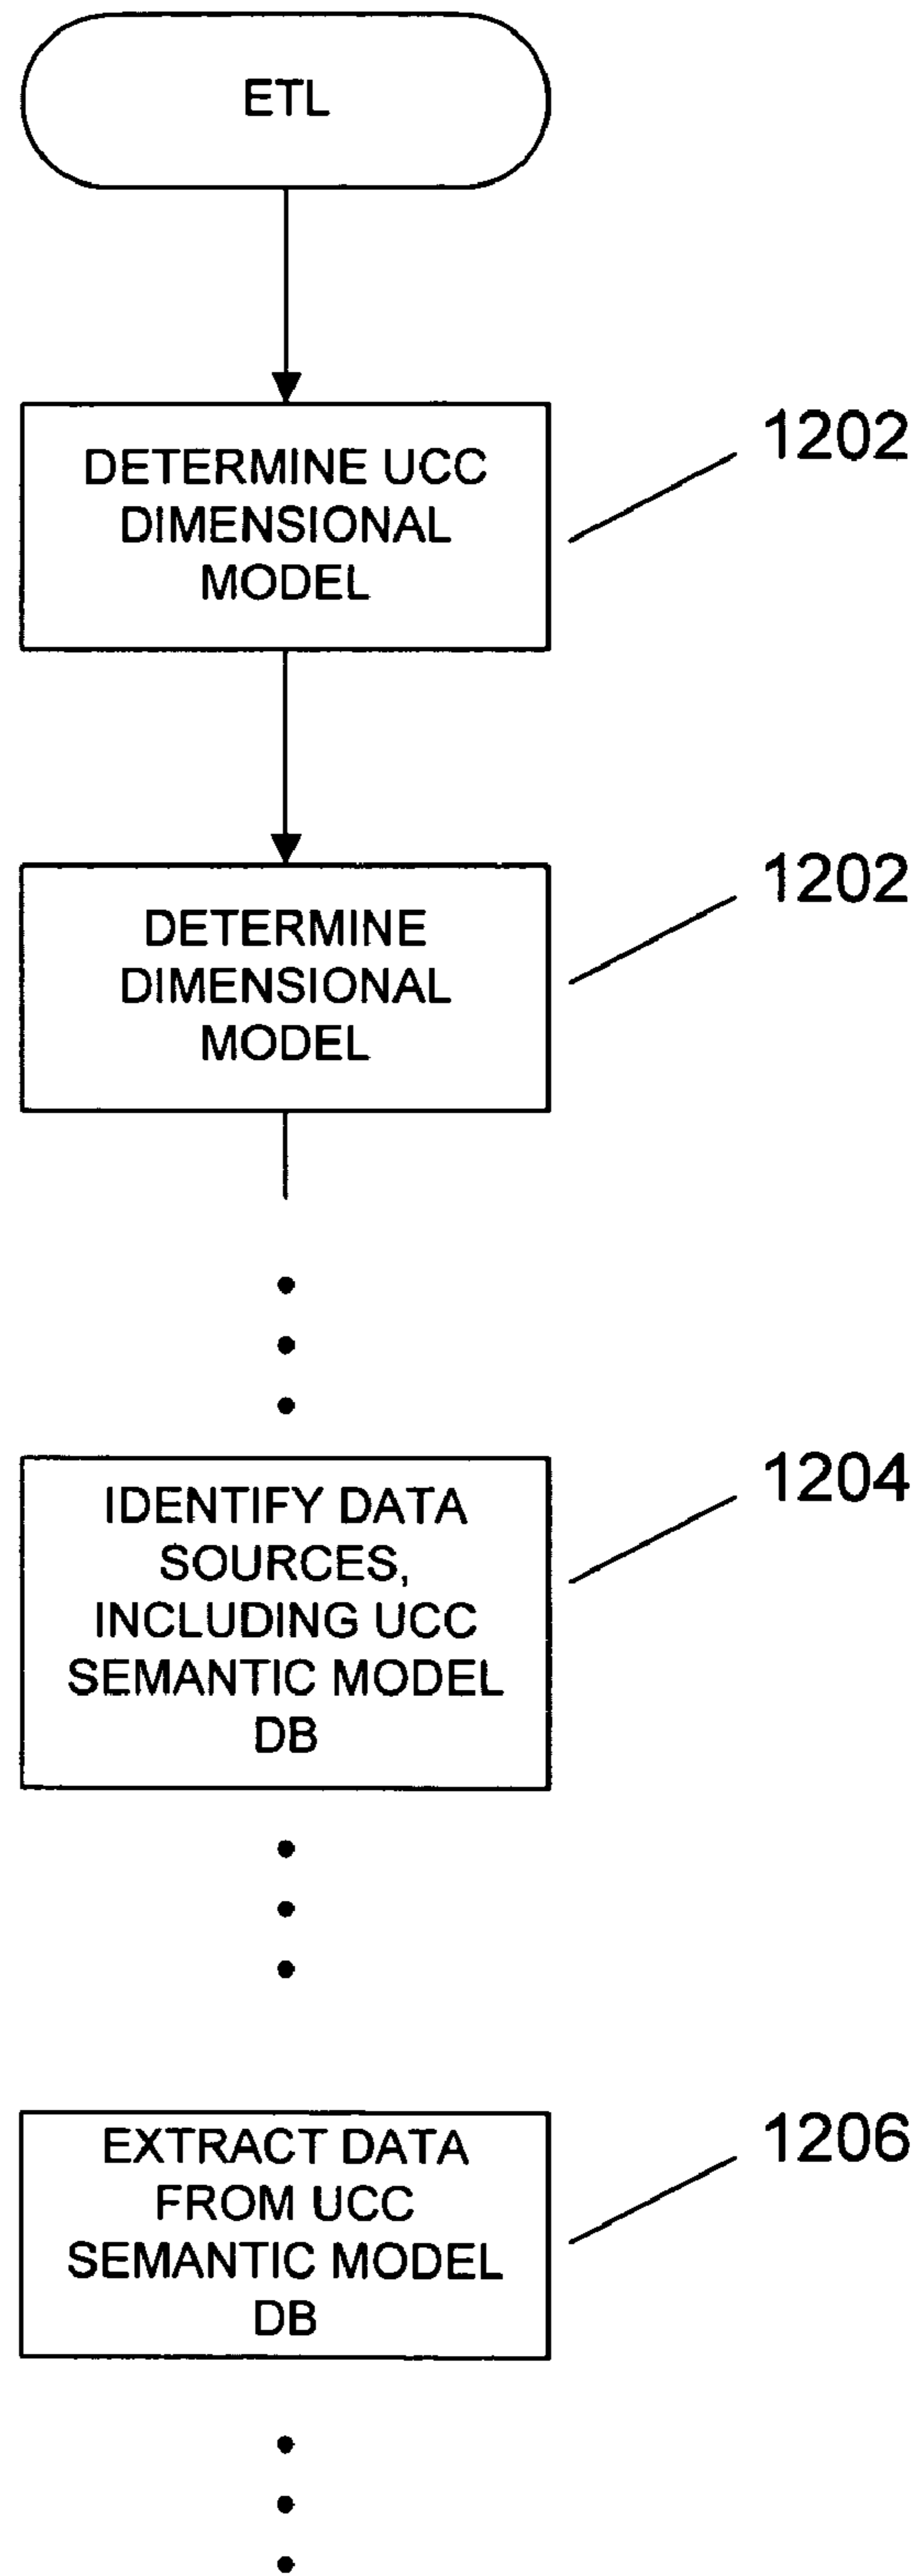 ETL
DETERMINE UCC
DIMENSIONAL
MODEL
1202
DETERMINE
DIMENSIONAL
MODEL
1202
IDENTIFY DATA
SOURCES,
INCLUDING UCC
SEMANTIC MODEL
DB
1204
EXTRACT DATA
FROM UCC
SEMANTIC MODEL
DB
1206